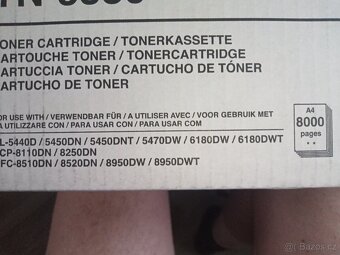 ONER CARTRIDGE / TONERKASSETTE
ARTOUCHE TONER / TONERCARTRIDGE
ARTUCCIA TONER / CARTUCHO DE TÓNER
ARTUCHO DE TONER
OR USE WITH / VERWENDBAR FÜR / A UTILISER AVEC / VOOR GEBRUIK MET
A UTILIZZARE CON / PARA USAR CON / PARA USAR COM
L-5440D / 5450DN / 5450DNT / 5470DW / 6180DW / 6180DWT
CP-8110DN / 8250DN
FC-8510DN / 8520DN / 8950DW / 8950DWT
A4
8000
pages
**
Bazos.cz